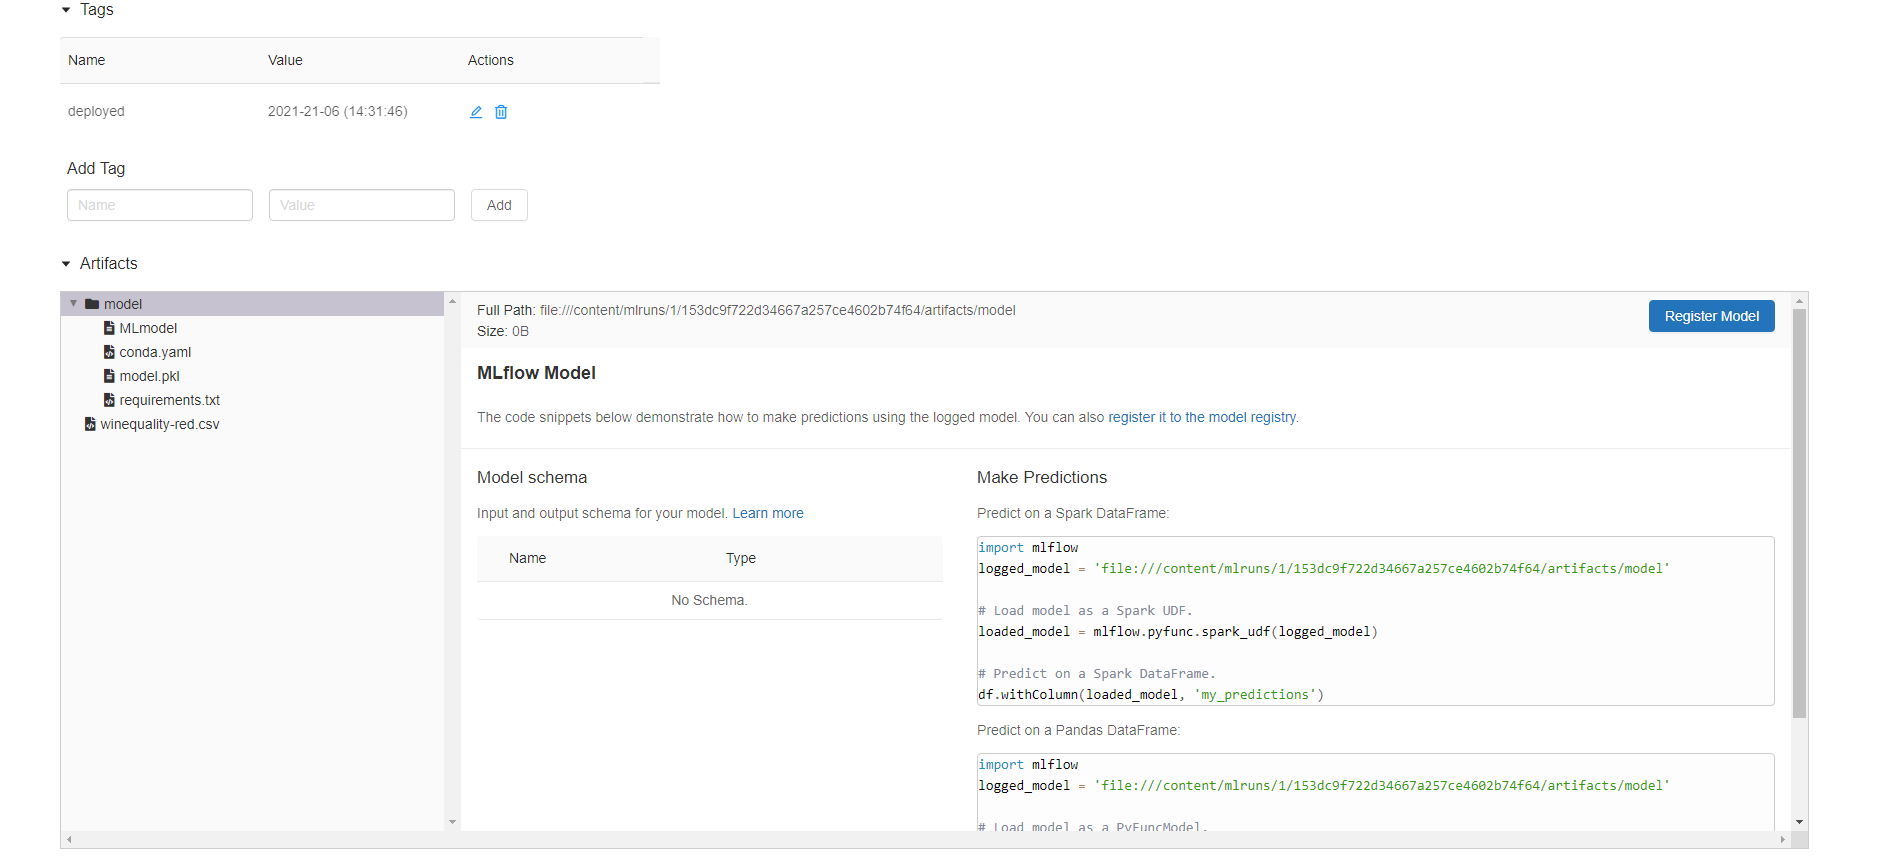 Tags
Name Value Actions
deployed 2021-21-06 (14:31:46)
Add Tag
Name Value Add
Artifacts
model
MLmodel
conda.yaml
model.pkl
requirements.txt
winequality-red.csv
Full Path: file:///content/mlruns/1/153dc9f722d34667a257ce4602b74f64/artifacts/model
Size: 0B
Register Model
MLflow Model
The code snippets below demonstrate how to make predictions using the logged model. You can also register it to the model registry.
Model schema
Input and output schema for your model. Learn more
Name Type
No Schema.
Make Predictions
Predict on a Spark DataFrame:
import mlflow
logged_model = 'file:///content/mlruns/1/153dc9f722d34667a257ce4602b74f64/artifacts/model'
# Load model as a Spark UDF.
loaded_model = mlflow.pyfunc.spark_udf(logged_model)
# Predict on a Spark DataFrame.
df.withColumn(loaded_model, 'my_predictions')
Predict on a Pandas DataFrame:
import mlflow
logged_model = 'file:///content/mlruns/1/153dc9f722d34667a257ce4602b74f64/artifacts/model'
# Load model as a PyFuncModel.